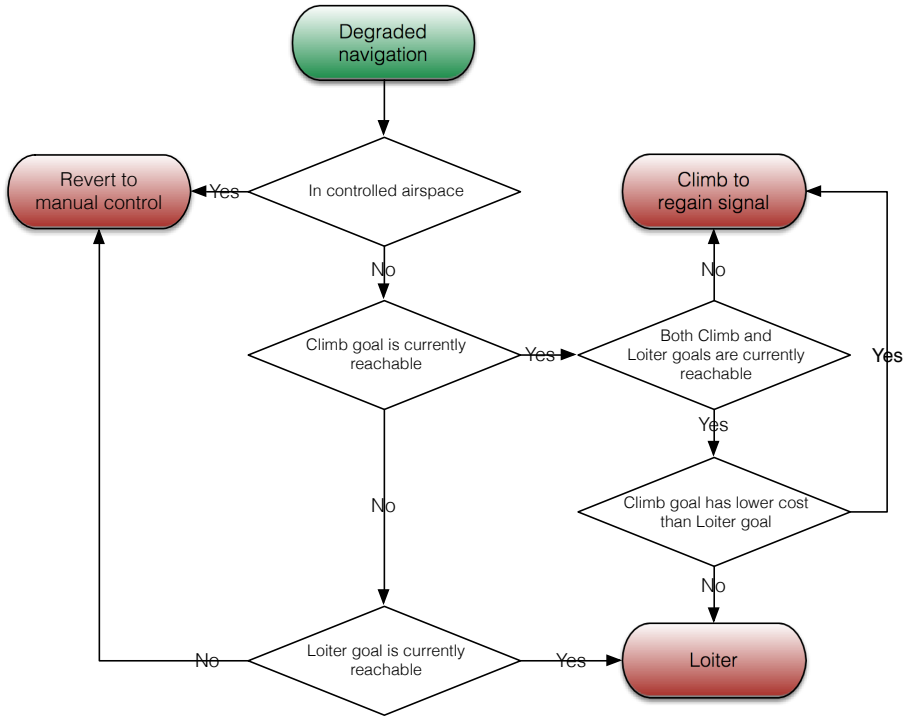 Degraded
navigation
Revert to
manual control
Yes
In controlled airspace
Climb to
regain signal
No
No
Climb goal is currently
reachable
Yes
Both Climb and
Loiter goals are currently
reachable
Yes
Yes
No
Climb goal has lower cost
than Loiter goal
No
Loiter goal is currently
reachable
No
Yes
Loiter